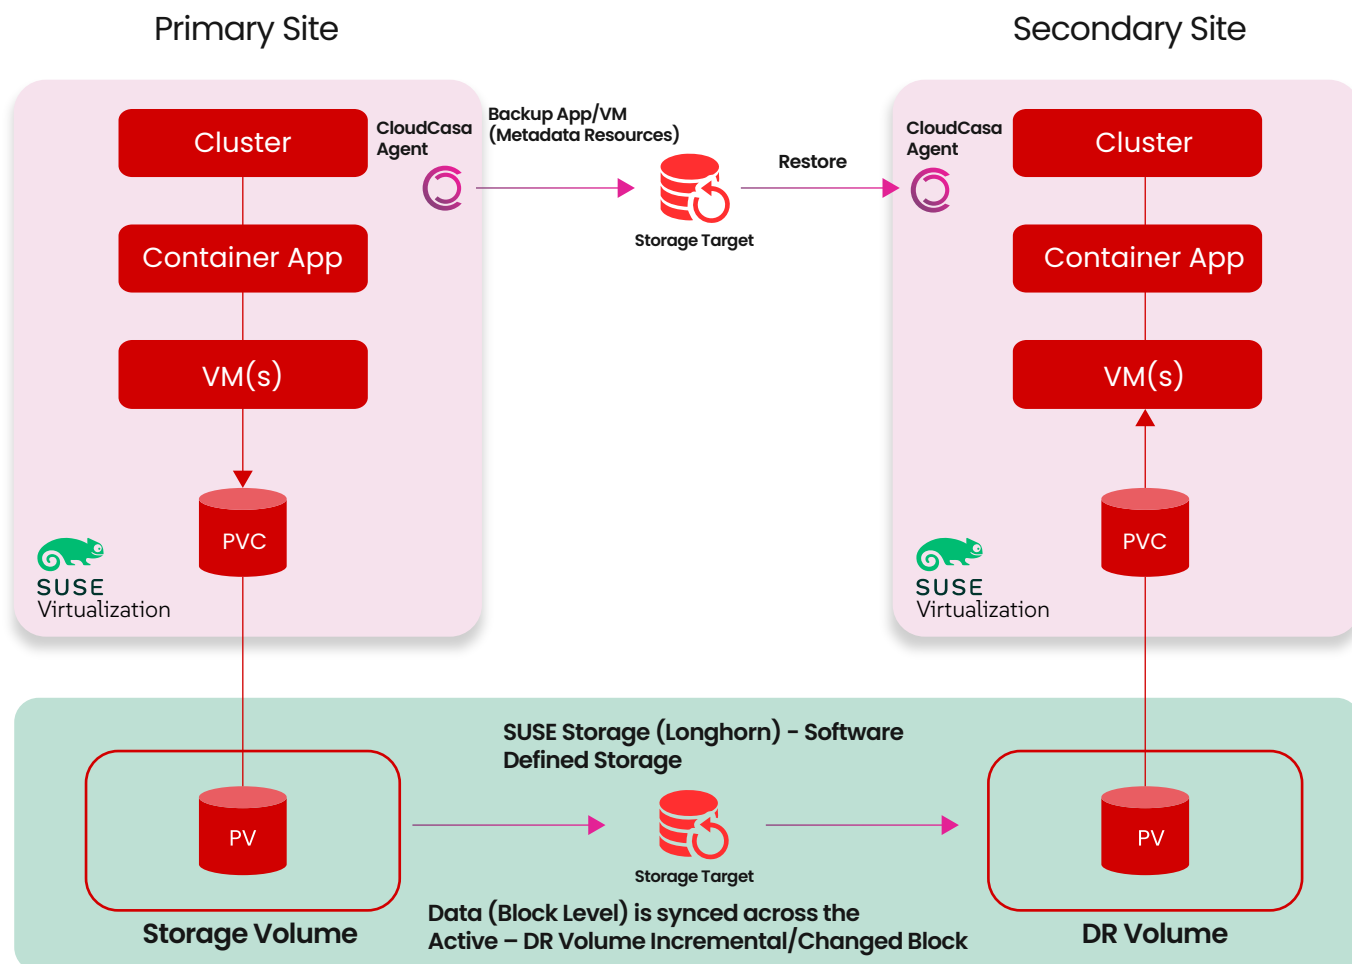 Primary Site
Secondary Site
Cluster
CloudCasa
Agent
Backup App/VM
(Metadata Resources)
Restore
Storage Target
CloudCasa
Agent
Cluster
Container App
Container App
VM(s)
VM(s)
PVC
PVC
SUSE
Virtualization
SUSE
Virtualization
SUSE Storage (Longhorn) - Software
Defined Storage
PV
Storage Target
PV
Storage Volume
Data (Block Level) is synced across the
Active – DR Volume Incremental/Changed Block
DR Volume